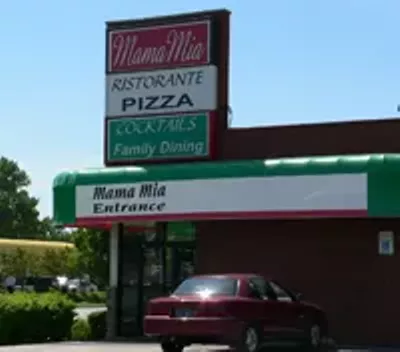 Mama Mia
RISTORANTE
PIZZA
COCKTAILS
Family Dining
Mama Mia
Entrance